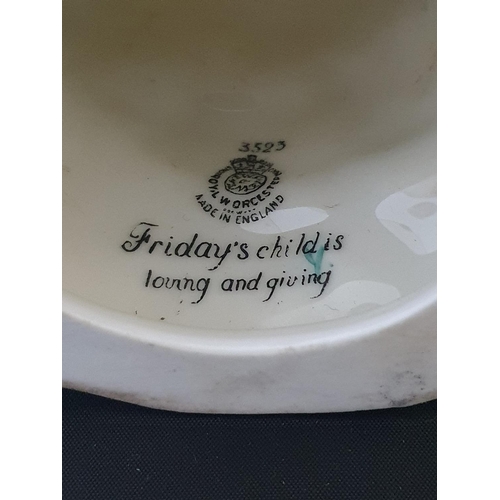 3523
ROYAL WORCESTER
MADE IN ENGLAND
Friday's child is
loving and giving